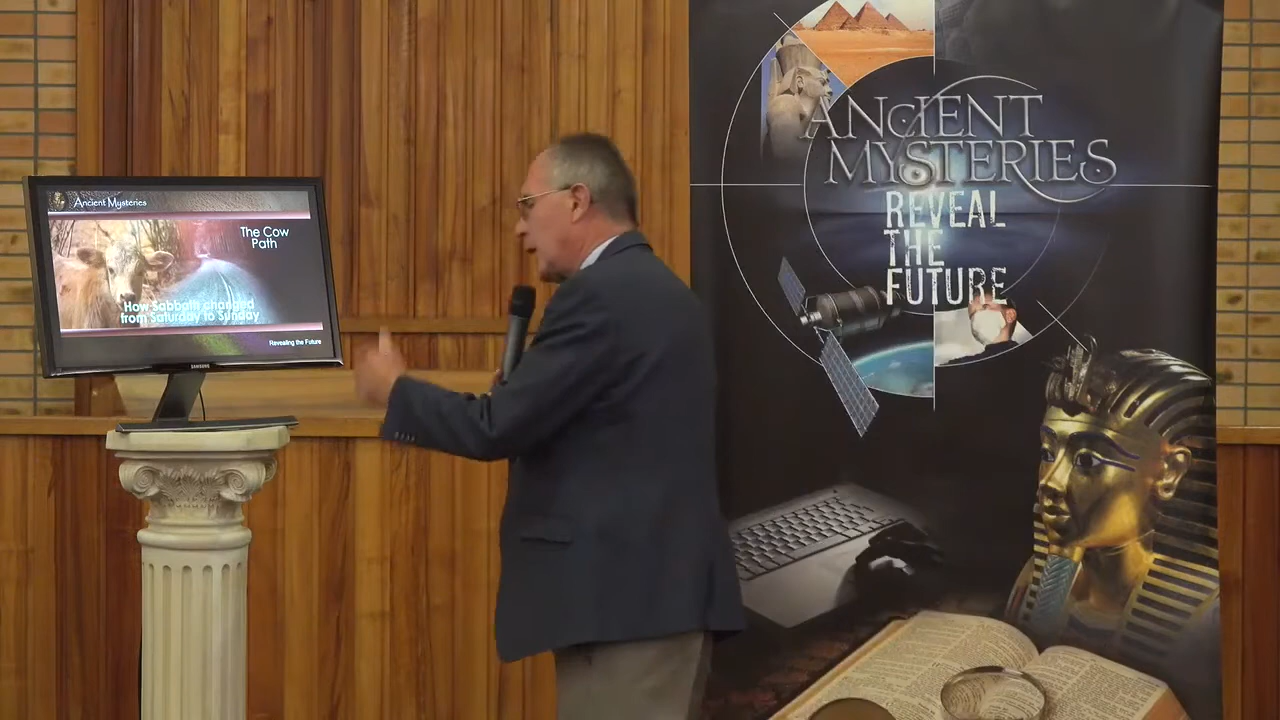 Ancient Mysteries
The Cow
Path
How Sabbath changed
from Saturday to Sunday
Revealing the Future
SAMSUNG
ANCIENT
MYSTERIES
REVEAL
THE
FUTURE